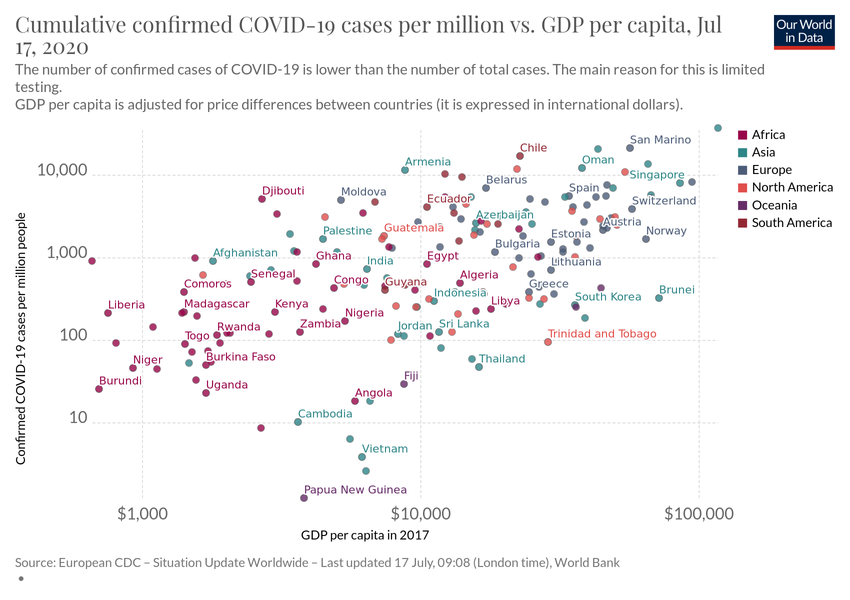 Cumulative confirmed COVID-19 cases per million vs. GDP per capita, Jul
17, 2020
Our World
in Data
The number of confirmed cases of COVID-19 is lower than the number of total cases. The main reason for this is limited
testing.
GDP per capita is adjusted for price differences between countries (it is expressed in international dollars).
Africa
Asia
Europe
North America
Oceania
South America
Confirmed COVID-19 cases per million people
10,000
1,000
100
10
San Marino
Chile
Oman
Armenia
Singapore
Belarus
Djibouti
Moldova
Spain
Ecuador
Switzerland
Azerbaijan
Austria
Guatemala
Palestine
Norway
Estonia
Bulgaria
Afghanistan
Ghana
Egypt
India
Lithuania
Senegal
Algeria
Comoros
Congo
Guyana
Greece
Indonesia
Brunei
South Korea
Liberia
Madagascar
Kenya
Libya
Nigeria
Rwanda
Zambia
Jordan
Sri Lanka
Togo
Trinidad and Tobago
Niger
Burkina Faso
Thailand
Burundi
Uganda
Fiji
Angola
Cambodia
Vietnam
Papua New Guinea
$1,000
$10,000
$100,000
GDP per capita in 2017
Source: European CDC – Situation Update Worldwide – Last updated 17 July, 09:08 (London time), World Bank